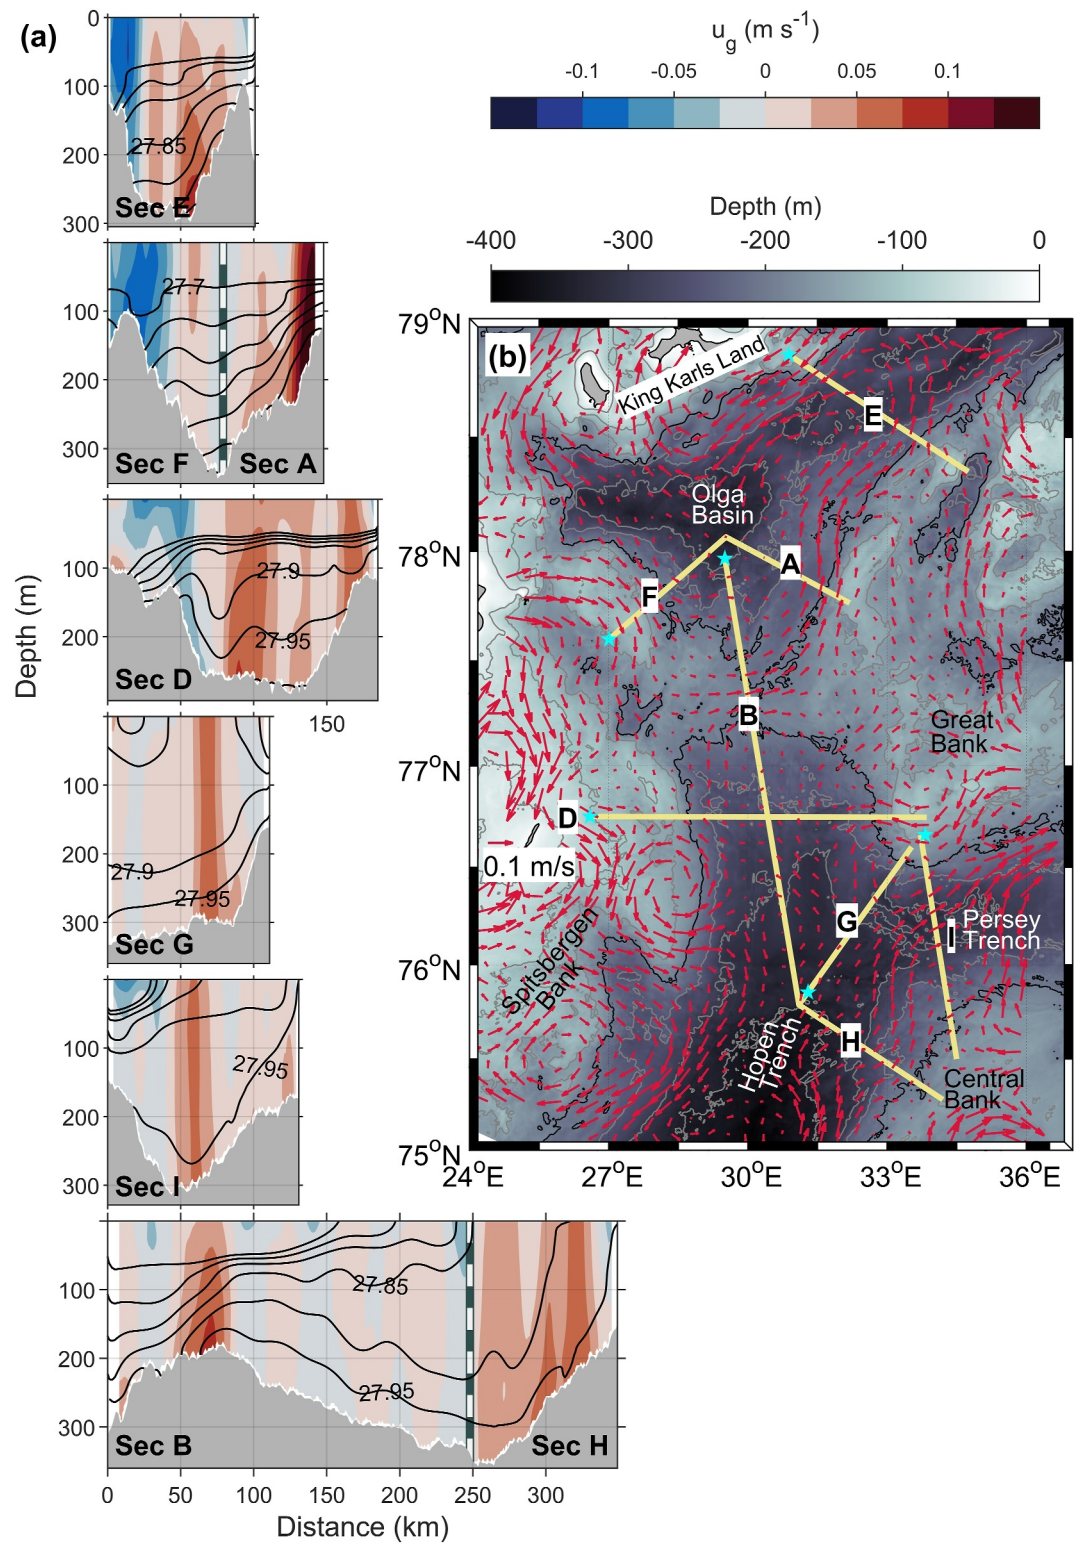 (a)
0
100
200
300
27.85
Sec E
100
200
300
27.7
Sec F
Sec A
100
200
27.9
27.95
Sec D
150
100
200
300
27.9
27.95
Sec G
100
200
300
27.95
Sec I
100
200
300
27.85
27.95
Sec B
Sec H
0 50 100 150 200 250 300
Distance (km)
Depth (m)
u_g (m s⁻¹)
-0.1 -0.05 0 0.05 0.1
Depth (m)
-400 -300 -200 -100 0
(b)
79°N
78°N
77°N
76°N
75°N
24°E 27°E 30°E 33°E 36°E
King Karls Land
E
Olga
Basin
A
F
B
Great
Bank
D
0.1 m/s
G
I
Persey
Trench
Spitsbergen
Bank
Hopen
Trench
H
Central
Bank